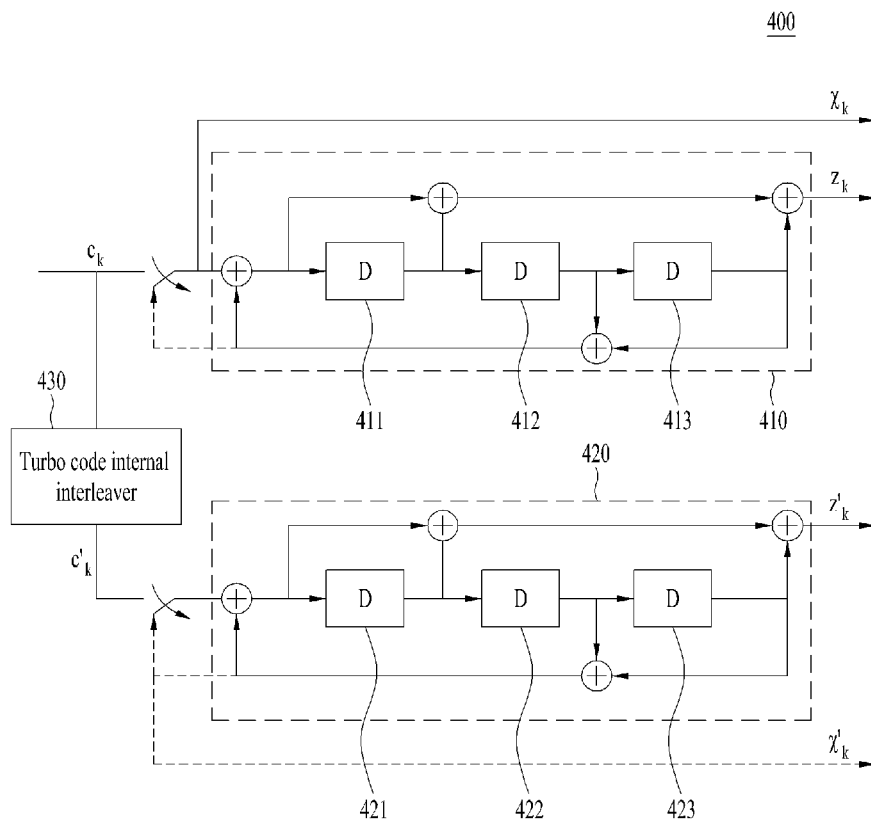 400
χk
zk
ck
D D D
430
411 412 413 410
Turbo code internal
interleaver
420
z'k
c'k
D D D
χ'k
421 422 423